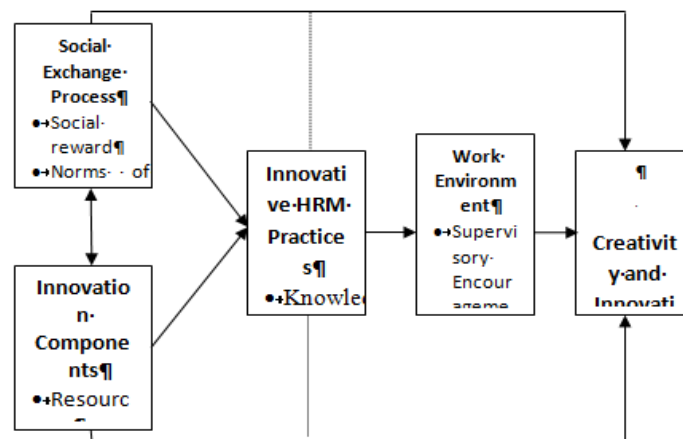 Social·
Exchange·
Process¶
●→Social·
reward¶
●→Norms· · of
Innovatio
n·
Compone
nts¶
●→Resourc
Innovati
ve·HRM·
Practice
s¶
●→Knowle
Work·
Environm
ent¶
●→Supervi
sory·
Encour
ageme
¶
Creativit
y·and·
Innovati